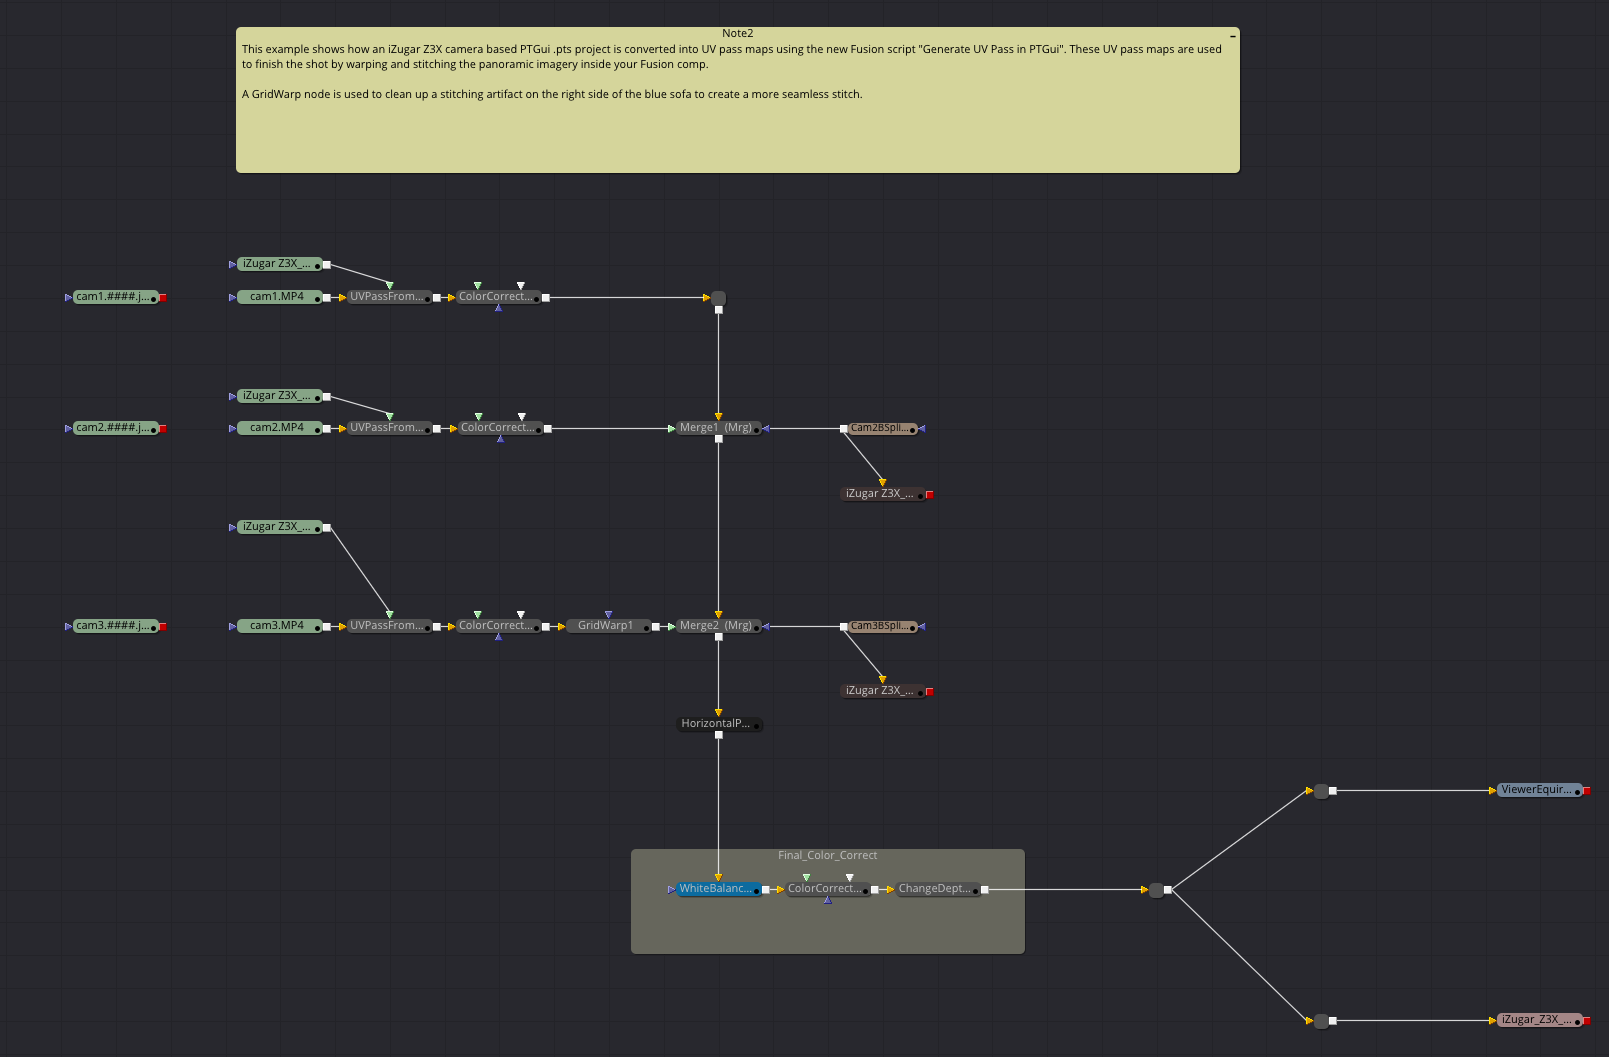 Note2
This example shows how an iZugar Z3X camera based PTGui .pts project is converted into UV pass maps using the new Fusion script "Generate UV Pass in PTGui". These UV pass maps are used
to finish the shot by warping and stitching the panoramic imagery inside your Fusion comp.
A GridWarp node is used to clean up a stitching artifact on the right side of the blue sofa to create a more seamless stitch.
iZugar Z3X_...
cam1.####.j...
cam1.MP4
UVPassFrom...
ColorCorrect...
iZugar Z3X_...
cam2.####.j...
cam2.MP4
UVPassFrom...
ColorCorrect...
Merge1 (Mrg)
Cam2BSpli...
iZugar Z3X_...
iZugar Z3X_...
cam3.####.j...
cam3.MP4
UVPassFrom...
ColorCorrect...
GridWarp1
Merge2 (Mrg)
Cam3BSpli...
iZugar Z3X_...
HorizontalP...
ViewerEquir...
Final_Color_Correct
WhiteBalanc...
ColorCorrect...
ChangeDept...
iZugar_Z3X_...